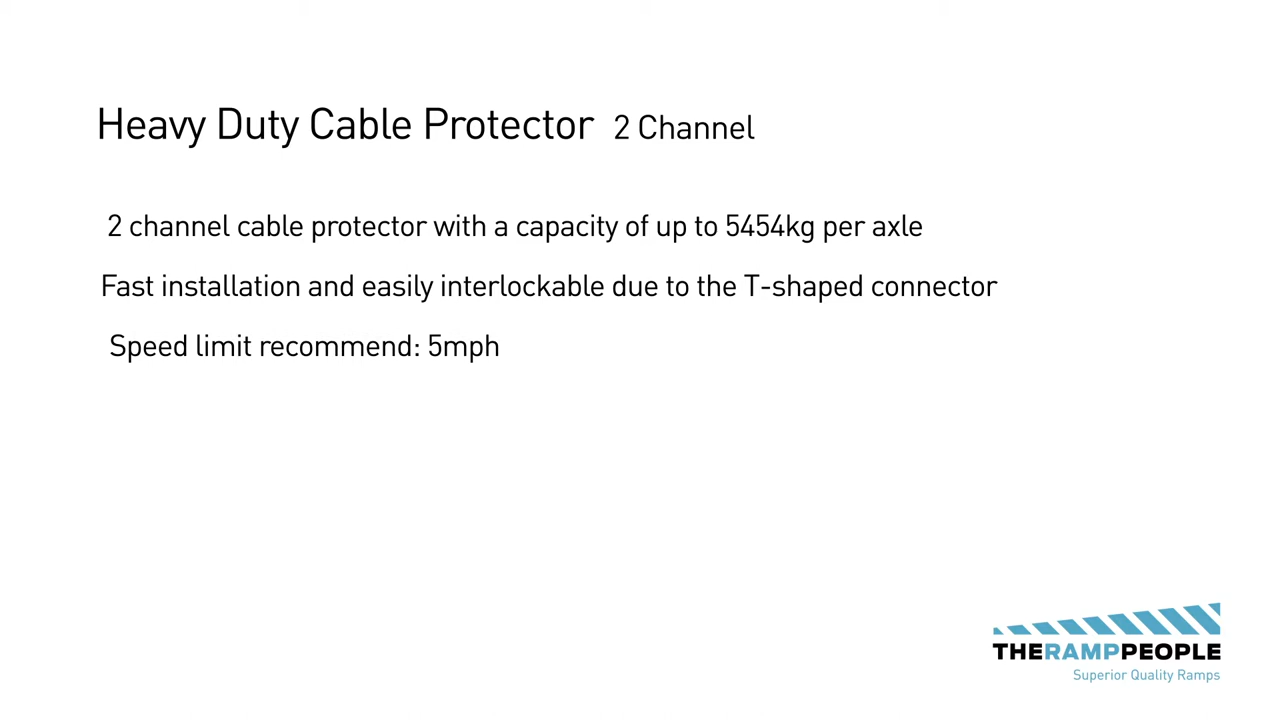 Heavy Duty Cable Protector 2 Channel
2 channel cable protector with a capacity of up to 5454kg per axle
Fast installation and easily interlockable due to the T-shaped connector
Speed limit recommend: 5mph
THERAMPPEOPLE
Superior Quality Ramps